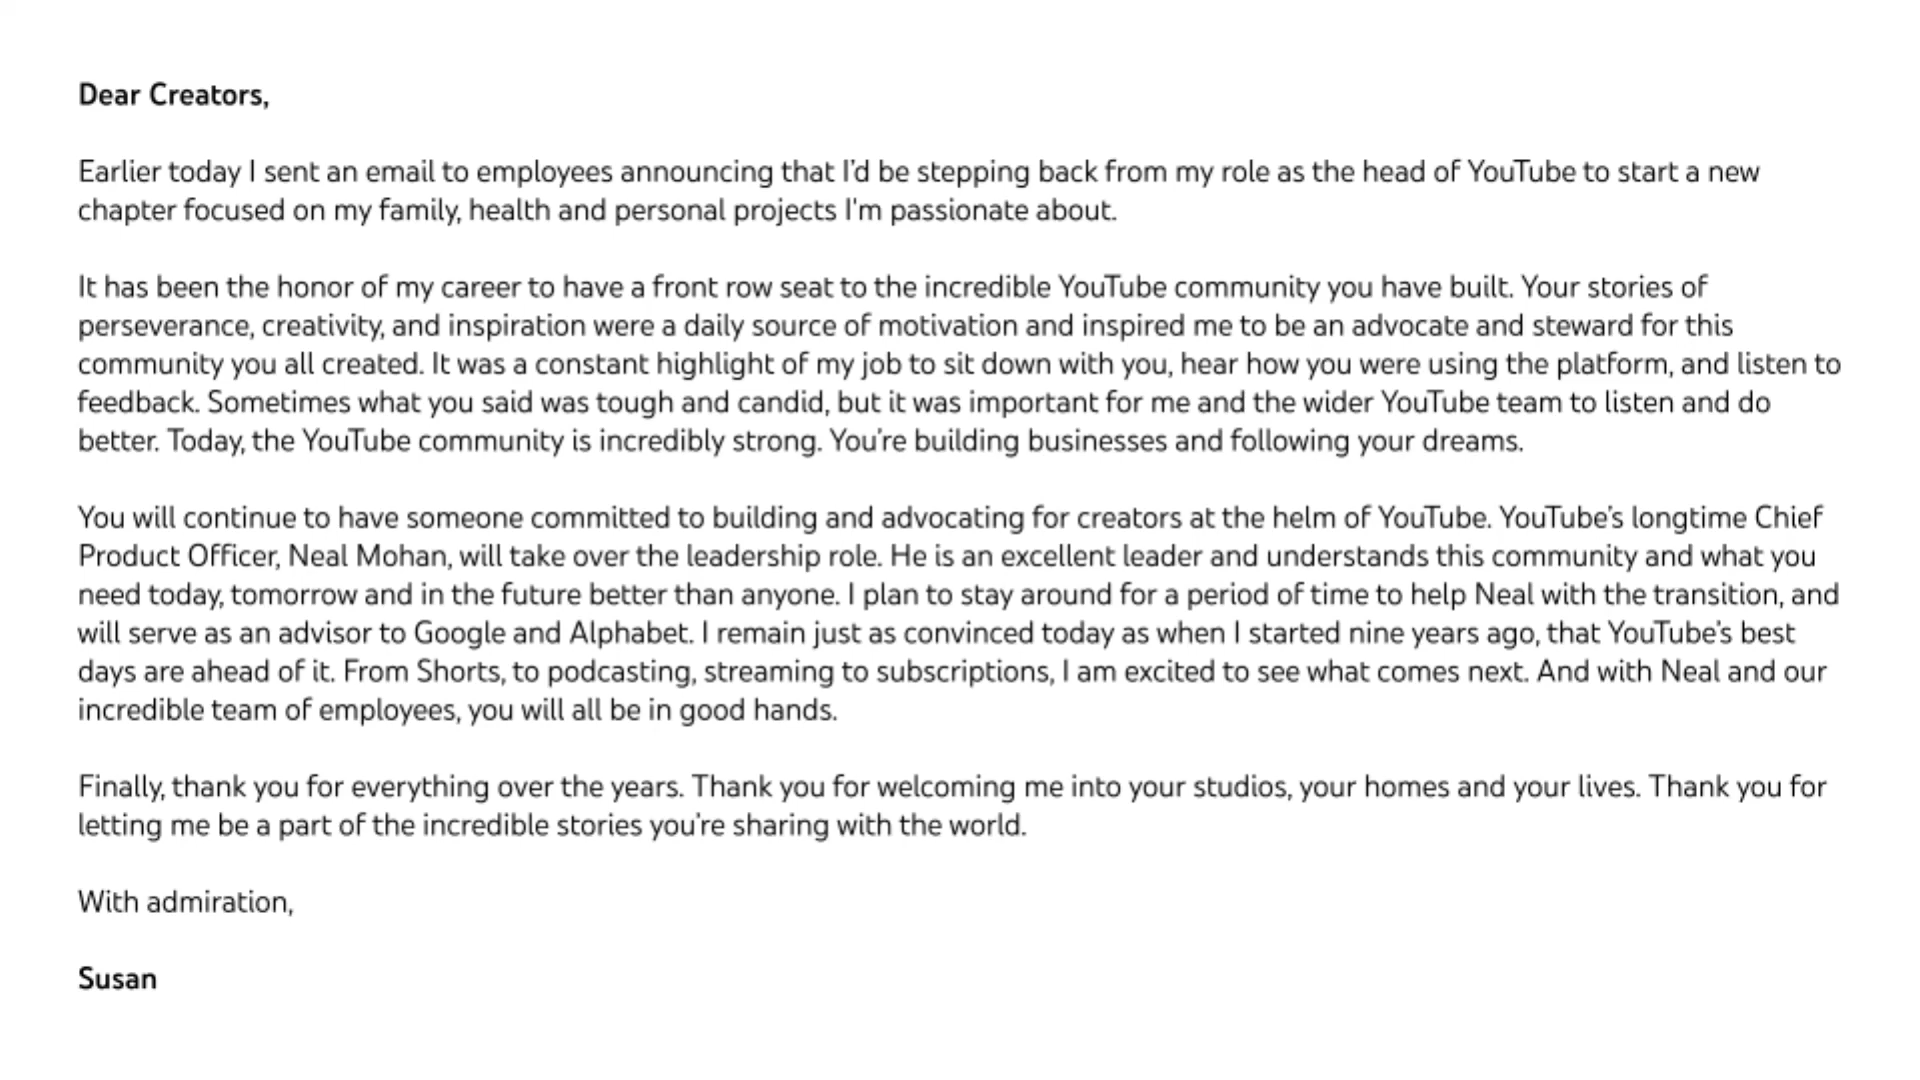 Dear Creators,
Earlier today I sent an email to employees announcing that I’d be stepping back from my role as the head of YouTube to start a new
chapter focused on my family, health and personal projects I'm passionate about.
It has been the honor of my career to have a front row seat to the incredible YouTube community you have built. Your stories of
perseverance, creativity, and inspiration were a daily source of motivation and inspired me to be an advocate and steward for this
community you all created. It was a constant highlight of my job to sit down with you, hear how you were using the platform, and listen to
feedback. Sometimes what you said was tough and candid, but it was important for me and the wider YouTube team to listen and do
better. Today, the YouTube community is incredibly strong. You’re building businesses and following your dreams.
You will continue to have someone committed to building and advocating for creators at the helm of YouTube. YouTube’s longtime Chief
Product Officer, Neal Mohan, will take over the leadership role. He is an excellent leader and understands this community and what you
need today, tomorrow and in the future better than anyone. I plan to stay around for a period of time to help Neal with the transition, and
will serve as an advisor to Google and Alphabet. I remain just as convinced today as when I started nine years ago, that YouTube’s best
days are ahead of it. From Shorts, to podcasting, streaming to subscriptions, I am excited to see what comes next. And with Neal and our
incredible team of employees, you will all be in good hands.
Finally, thank you for everything over the years. Thank you for welcoming me into your studios, your homes and your lives. Thank you for
letting me be a part of the incredible stories you’re sharing with the world.
With admiration,
Susan